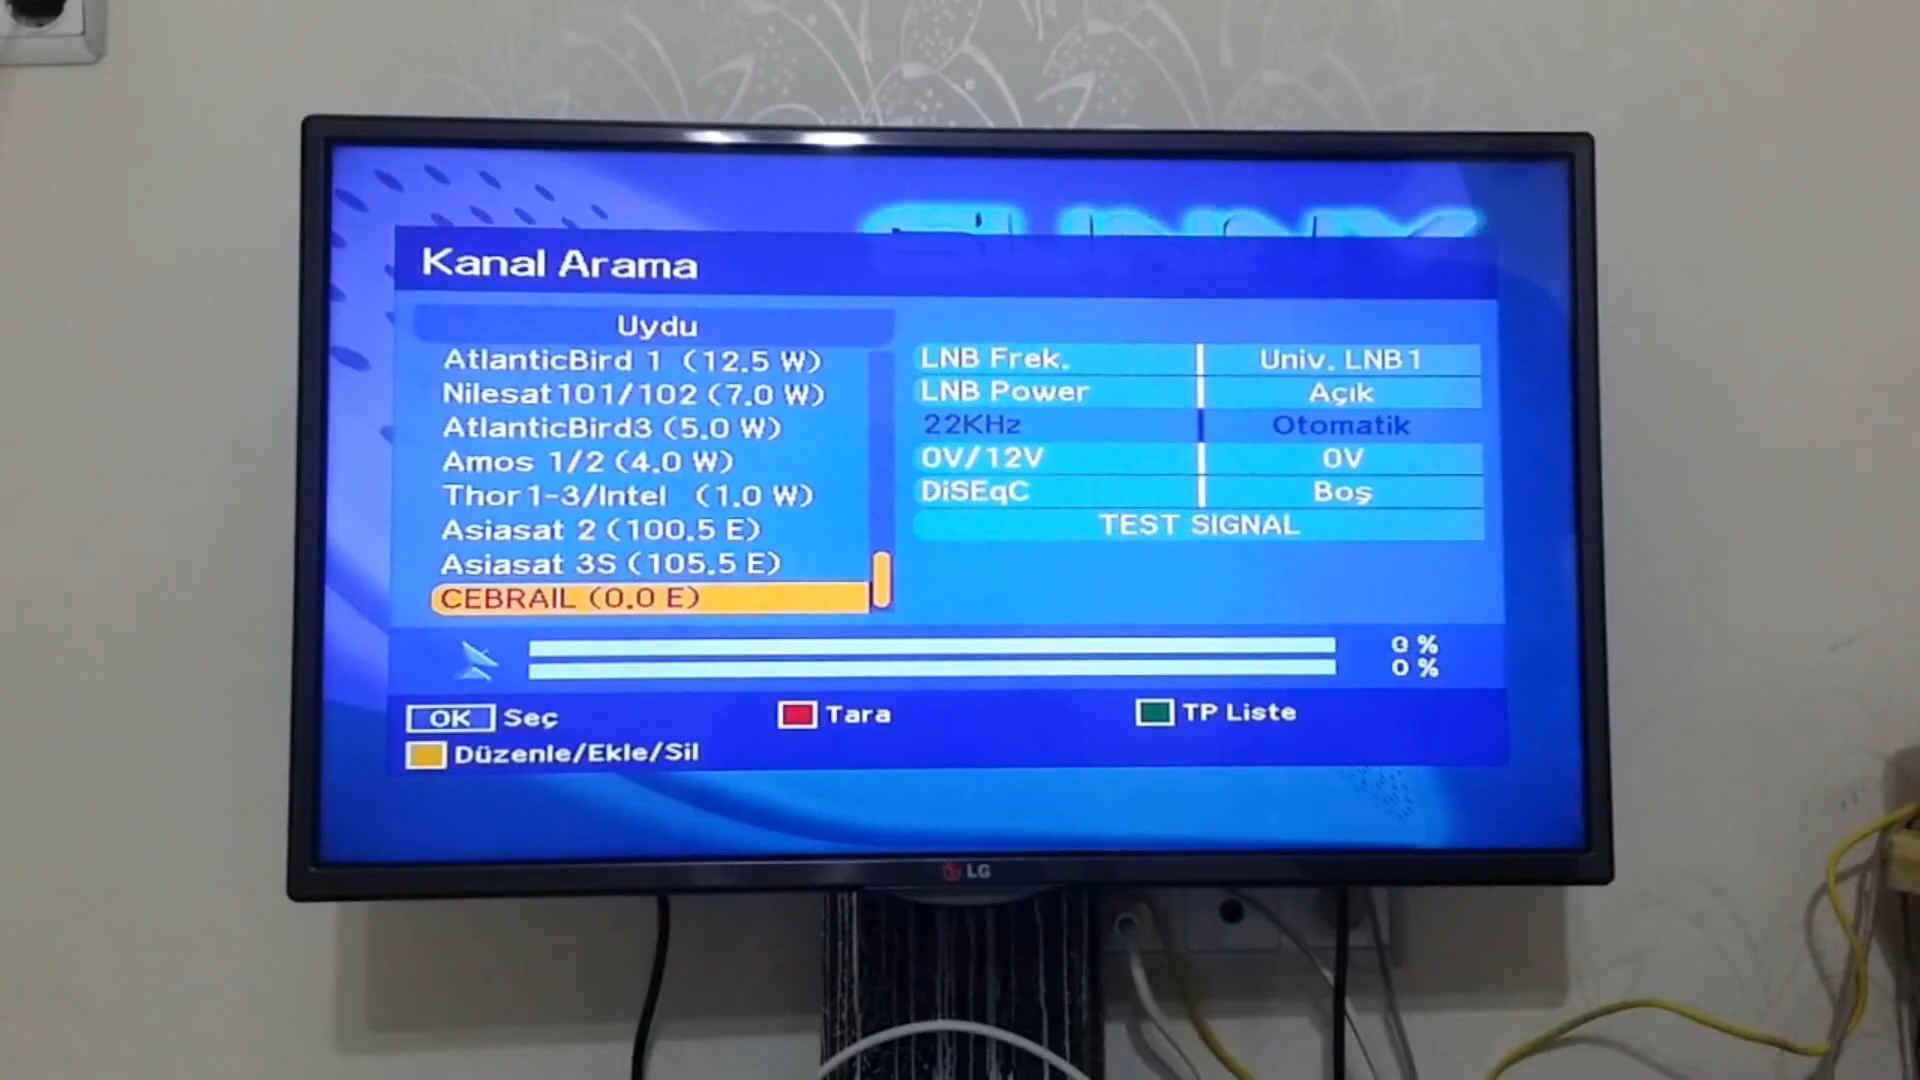 Kanal Arama
Uydu
AtlanticBird 1 (12.5 W)
Nilesat101/102 (7.0 W)
AtlanticBird3 (5.0 W)
Amos 1/2 (4.0 W)
Thor 1-3/Intel (1.0 W)
Asiasat 2 (100.5 E)
Asiasat 3S (105.5 E)
CEBRAIL (0.0 E)
LNB Frek. Univ. LNB1
LNB Power Açık
22KHz Otomatik
0V/12V 0V
DiSEqC Boş
TEST SIGNAL
0 %
0 %
OK Seç Tara TP Liste
Düzenle/Ekle/Sil
LG